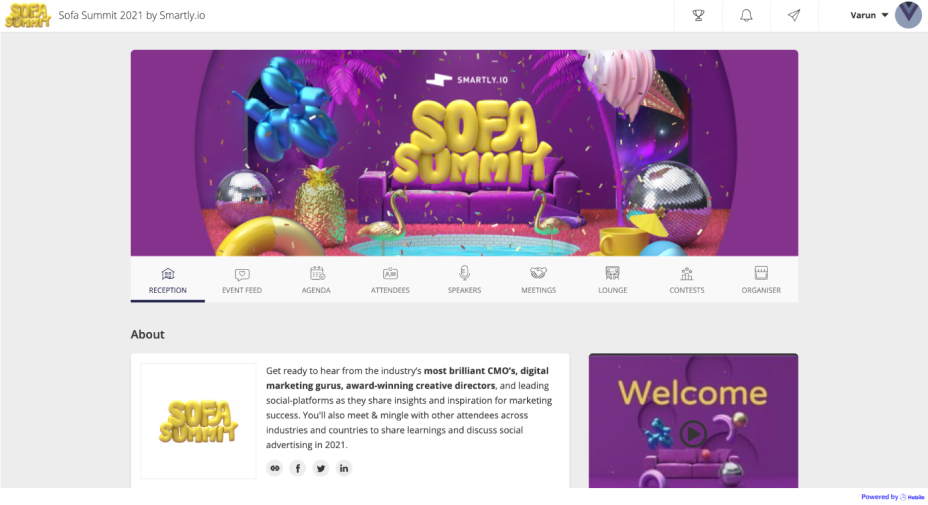 SOFA
SUMMIT
Sofa Summit 2021 by Smartly.io
Varun
SMARTLY.IO
SOFA
SUMMIT
RECEPTION
EVENT FEED
AGENDA
ATTENDEES
SPEAKERS
MEETINGS
LOUNGE
CONTESTS
ORGANISER
About
SOFA
SUMMIT
Get ready to hear from the industry's most brilliant CMO's, digital
marketing gurus, award-winning creative directors, and leading
social-platforms as they share insights and inspiration for marketing
success. You'll also meet & mingle with other attendees across
industries and countries to share learnings and discuss social
advertising in 2021.
f
in
Welcome
Powered by Hubilo